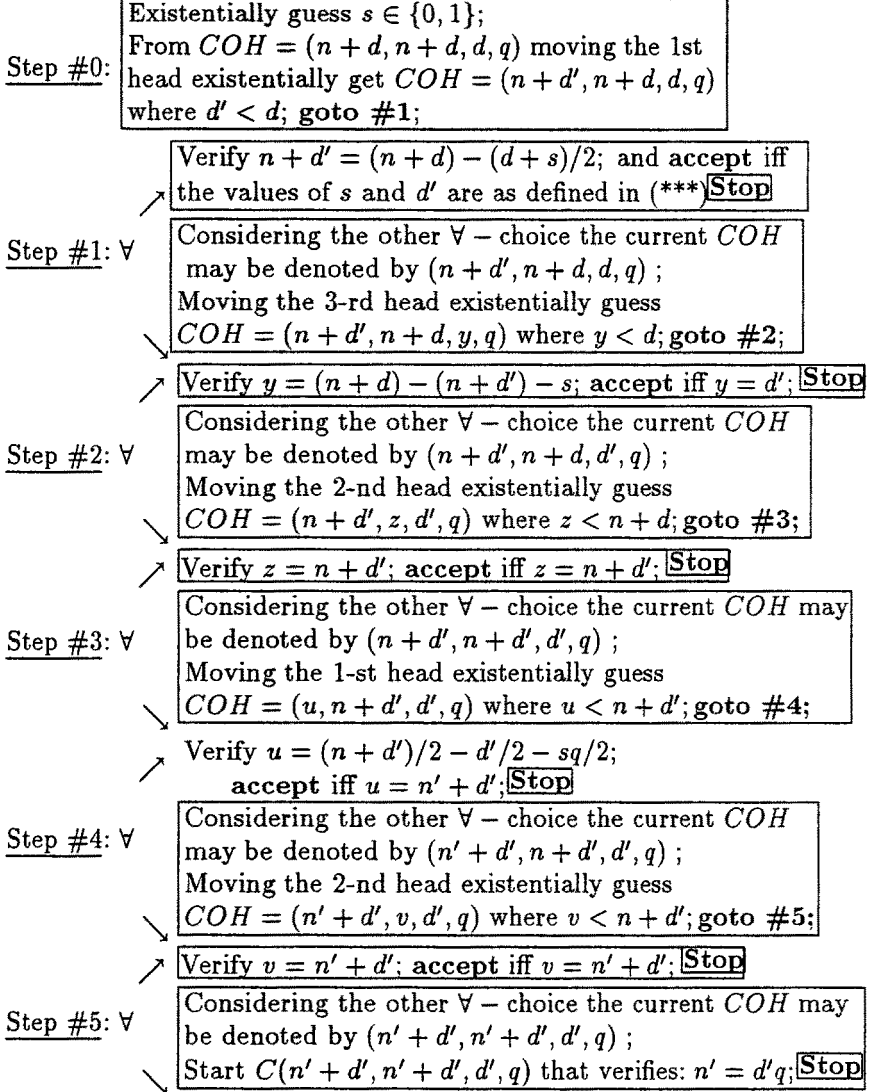 Existentially guess s ∈ {0, 1};
From COH = (n + d, n + d, d, q) moving the 1st
Step #0: head existentially get COH = (n + d′, n + d, d, q)
where d′ < d; goto #1;
Verify n + d′ = (n + d) − (d + s)/2; and accept iff
the values of s and d′ are as defined in (***) Stop
Step #1: ∀ Considering the other ∀ − choice the current COH
may be denoted by (n + d′, n + d, d, q) ;
Moving the 3-rd head existentially guess
COH = (n + d′, n + d, y, q) where y < d; goto #2;
Verify y = (n + d) − (n + d′) − s; accept iff y = d′; Stop
Considering the other ∀ − choice the current COH
Step #2: ∀ may be denoted by (n + d′, n + d, d′, q) ;
Moving the 2-nd head existentially guess
COH = (n + d′, z, d′, q) where z < n + d; goto #3;
Verify z = n + d′; accept iff z = n + d′; Stop
Considering the other ∀ − choice the current COH may
Step #3: ∀ be denoted by (n + d′, n + d′, d′, q) ;
Moving the 1-st head existentially guess
COH = (u, n + d′, d′, q) where u < n + d′; goto #4;
Verify u = (n + d′)/2 − d′/2 − sq/2;
accept iff u = n′ + d′; Stop
Considering the other ∀ − choice the current COH
Step #4: ∀ may be denoted by (n′ + d′, n + d′, d′, q) ;
Moving the 2-nd head existentially guess
COH = (n′ + d′, v, d′, q) where v < n + d′; goto #5;
Verify v = n′ + d′; accept iff v = n′ + d′; Stop
Considering the other ∀ − choice the current COH may
Step #5: ∀ be denoted by (n′ + d′, n′ + d′, d′, q) ;
Start C(n′ + d′, n′ + d′, d′, q) that verifies: n′ = d′q; Stop